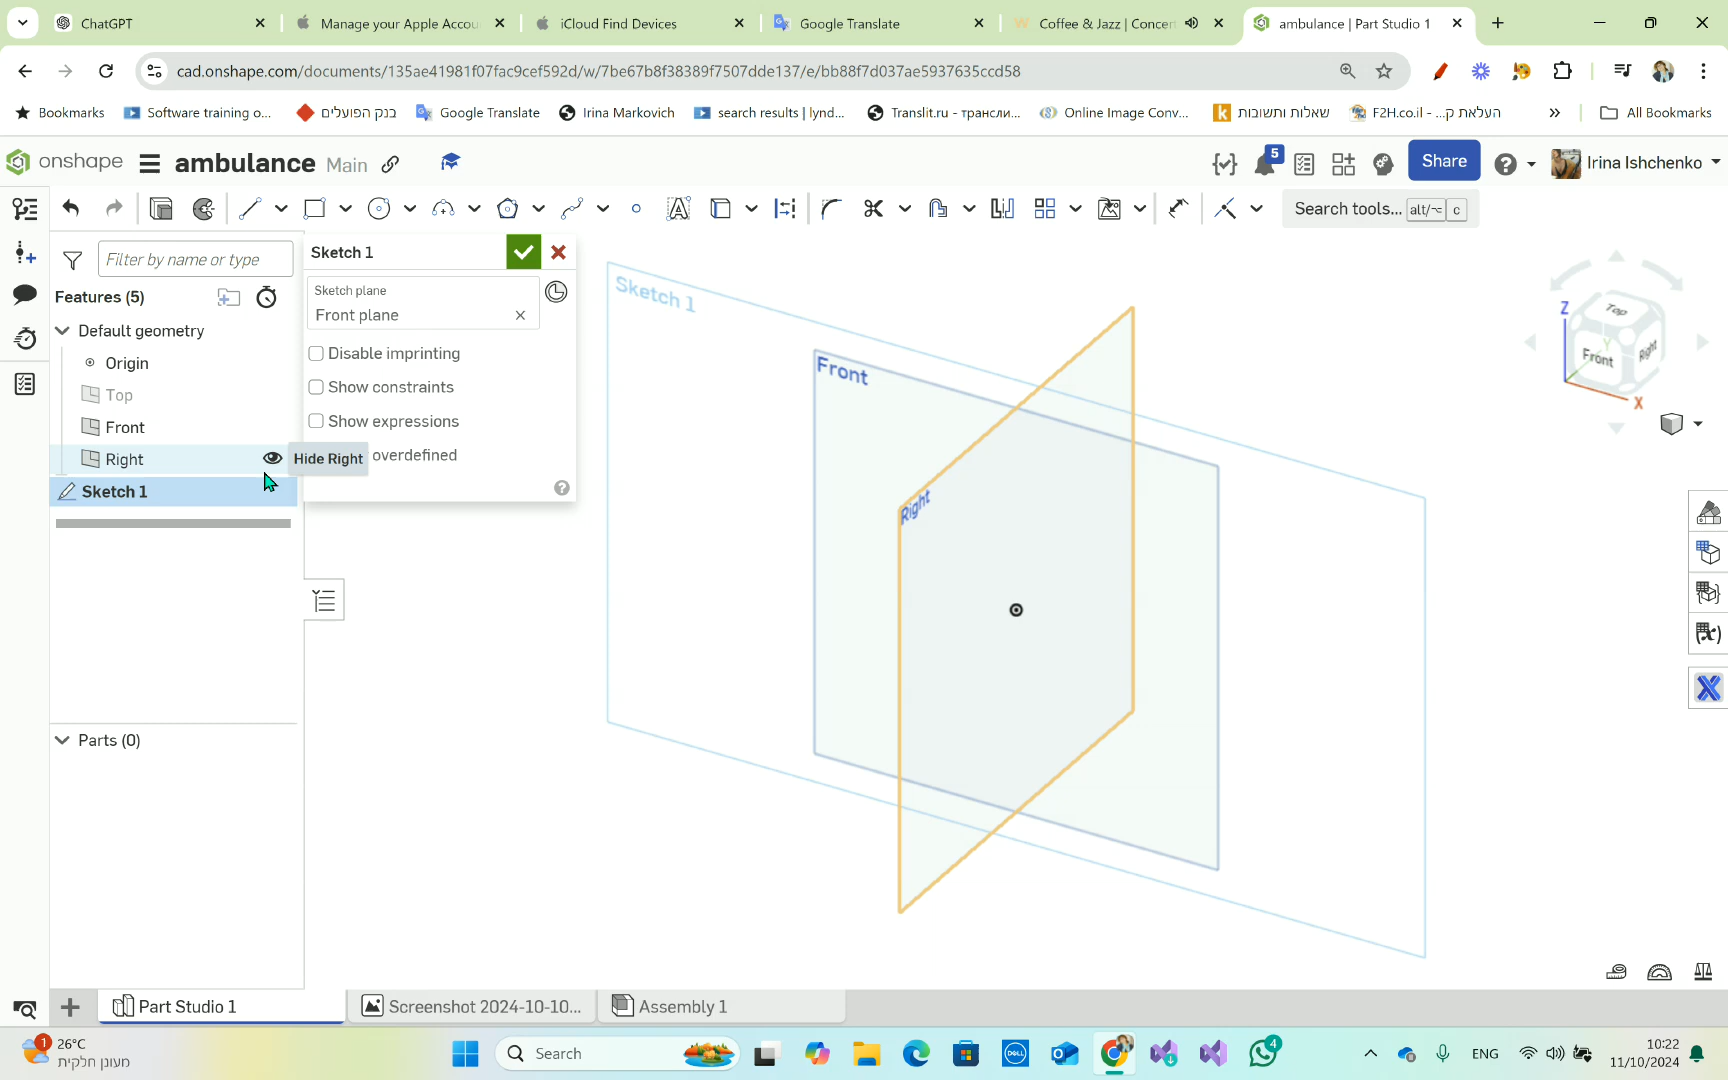 ChatGPT
Manage your Apple Accou
iCloud Find Devices
Google Translate
Coffee & Jazz | Concer
ambulance | Part Studio 1
cad.onshape.com/documents/135ae41981f07fac9cef592d/w/7be67b8f38389f7507dde137/e/bb88f7d037ae5937635ccd58
Bookmarks
Software training o...
בנק הפועלים
Google Translate
Irina Markovich
search results | lynd...
Translit.ru - трансли...
Online Image Conv...
שאלות ותשובות
F2H.co.il - ...העלאת ק
»
All Bookmarks
onshape
ambulance Main
5
Share
Irina Ishchenko
Search tools... alt/⌥ c
Filter by name or type
Features (5)
Default geometry
Origin
Top
Front
Right
Hide Right
Sketch 1
Parts (0)
Sketch 1
Sketch plane
Front plane
Disable imprinting
Show constraints
Show expressions
overdefined
Sketch 1
Front
Right
Top
Front
Right
Z
Y
X
Part Studio 1
Screenshot 2024-10-10...
Assembly 1
1
26°C
מעונן חלקית
Search
DELL
4
ENG
10:22
11/10/2024